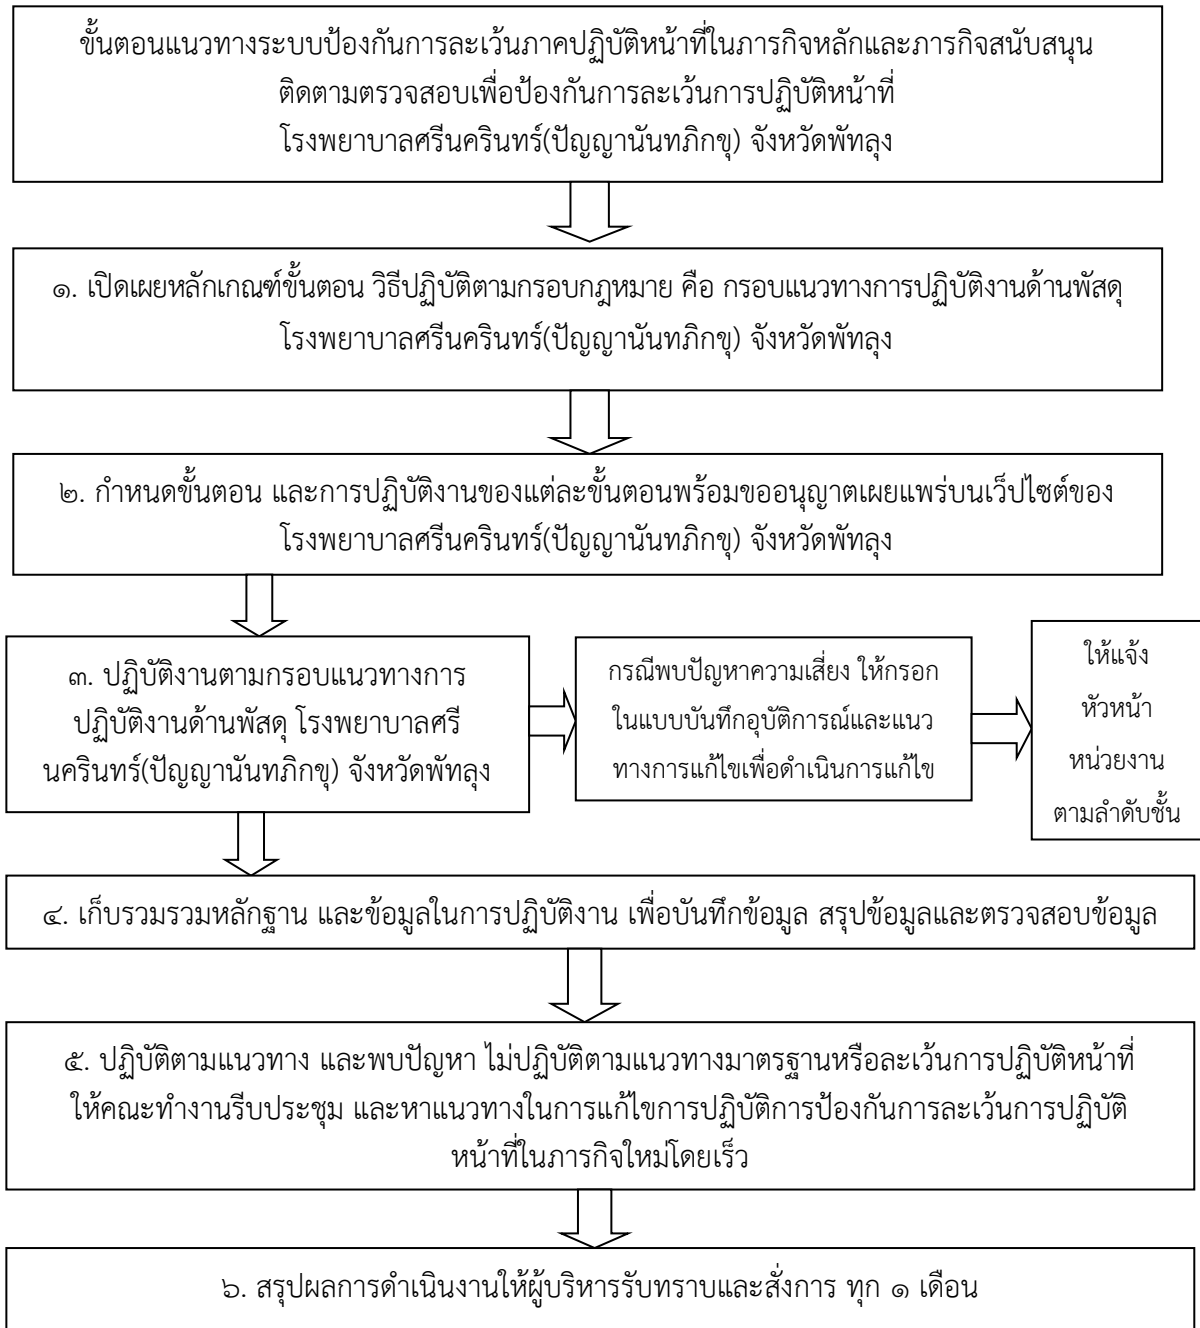 ขั้นตอนแนวทางระบบป้องกันการละเว้นภาคปฏิบัติหน้าที่ในภารกิจหลักและภารกิจสนับสนุน
ติดตามตรวจสอบเพื่อป้องกันการละเว้นการปฏิบัติหน้าที่
โรงพยาบาลศรีนครินทร์(ปัญญานันทภิกขุ) จังหวัดพัทลุง
๑. เปิดเผยหลักเกณฑ์ขั้นตอน วิธีปฏิบัติตามกรอบกฎหมาย คือ กรอบแนวทางการปฏิบัติงานด้านพัสดุ
โรงพยาบาลศรีนครินทร์(ปัญญานันทภิกขุ) จังหวัดพัทลุง
๒. กำหนดขั้นตอน และการปฏิบัติงานของแต่ละขั้นตอนพร้อมขออนุญาตเผยแพร่บนเว็ปไซต์ของ
โรงพยาบาลศรีนครินทร์(ปัญญานันทภิกขุ) จังหวัดพัทลุง
๓. ปฏิบัติงานตามกรอบแนวทางการ
ปฏิบัติงานด้านพัสดุ โรงพยาบาลศรี
นครินทร์(ปัญญานันทภิกขุ) จังหวัดพัทลุง
กรณีพบปัญหาความเสี่ยง ให้กรอก
ในแบบบันทึกอุบัติการณ์และแนว
ทางการแก้ไขเพื่อดำเนินการแก้ไข
ให้แจ้ง
หัวหน้า
หน่วยงาน
ตามลำดับชั้น
๔. เก็บรวมรวมหลักฐาน และข้อมูลในการปฏิบัติงาน เพื่อบันทึกข้อมูล สรุปข้อมูลและตรวจสอบข้อมูล
๕. ปฏิบัติตามแนวทาง และพบปัญหา ไม่ปฏิบัติตามแนวทางมาตรฐานหรือละเว้นการปฏิบัติหน้าที่
ให้คณะทำงานรีบประชุม และหาแนวทางในการแก้ไขการปฏิบัติการป้องกันการละเว้นการปฏิบัติ
หน้าที่ในภารกิจใหม่โดยเร็ว
๖. สรุปผลการดำเนินงานให้ผู้บริหารรับทราบและสั่งการ ทุก ๑ เดือน